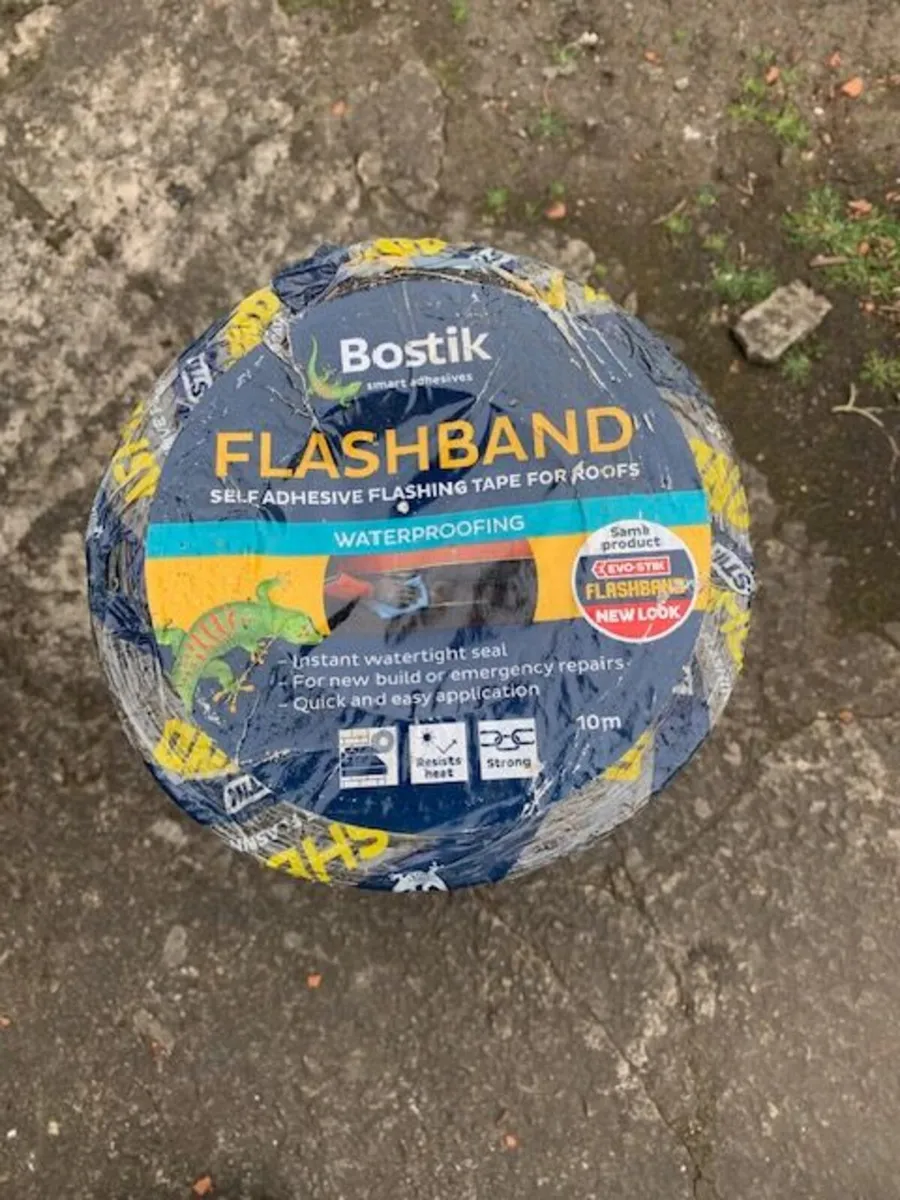 Bostik
smart adhesives
FLASHBAND
SELF ADHESIVE FLASHING TAPE FOR ROOFS
WATERPROOFING
Same
product
EVO-STIK
FLASHBAND
NEW LOOK
- Instant watertight seal
- For new build or emergency repairs
- Quick and easy application
10m
Resists
heat
Strong